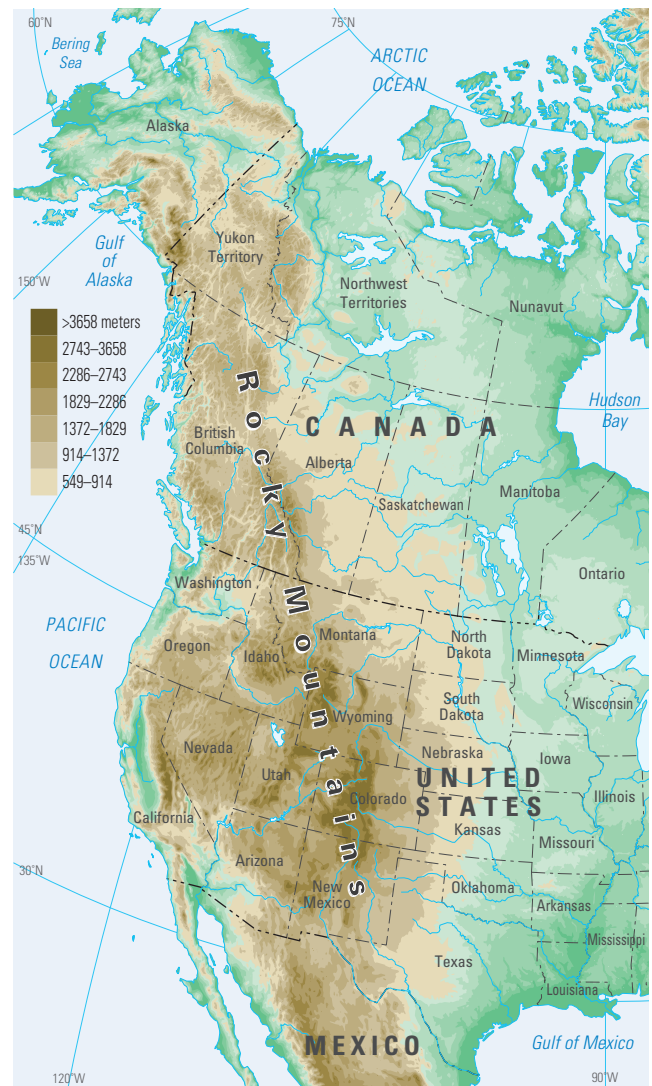 60°N
75°N
Bering
Sea
ARCTIC
OCEAN
Alaska
Gulf
of
Alaska
Yukon
Territory
Northwest
Territories
Nunavut
150°W
>3658 meters
2743–3658
2286–2743
1829–2286
1372–1829
914–1372
549–914
Hudson
Bay
Rocky Mountains
CANADA
British
Columbia
Alberta
Saskatchewan
Manitoba
Ontario
45°N
135°W
Washington
PACIFIC
OCEAN
Oregon
Idaho
Montana
North
Dakota
Minnesota
South
Dakota
Wisconsin
Wyoming
Nevada
Utah
Nebraska
Iowa
UNITED
STATES
Colorado
Illinois
California
Kansas
Missouri
Arizona
New
Mexico
Oklahoma
Arkansas
Mississippi
30°N
Texas
Louisiana
MEXICO
Gulf of Mexico
120°W
90°W